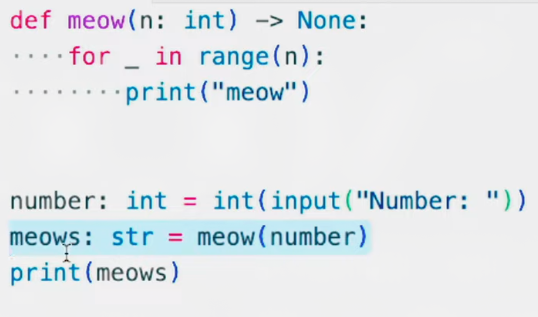 def meow(n: int) -> None:
····for _ in range(n):
········print("meow")
number: int = int(input("Number: "))
meows: str = meow(number)
print(meows)